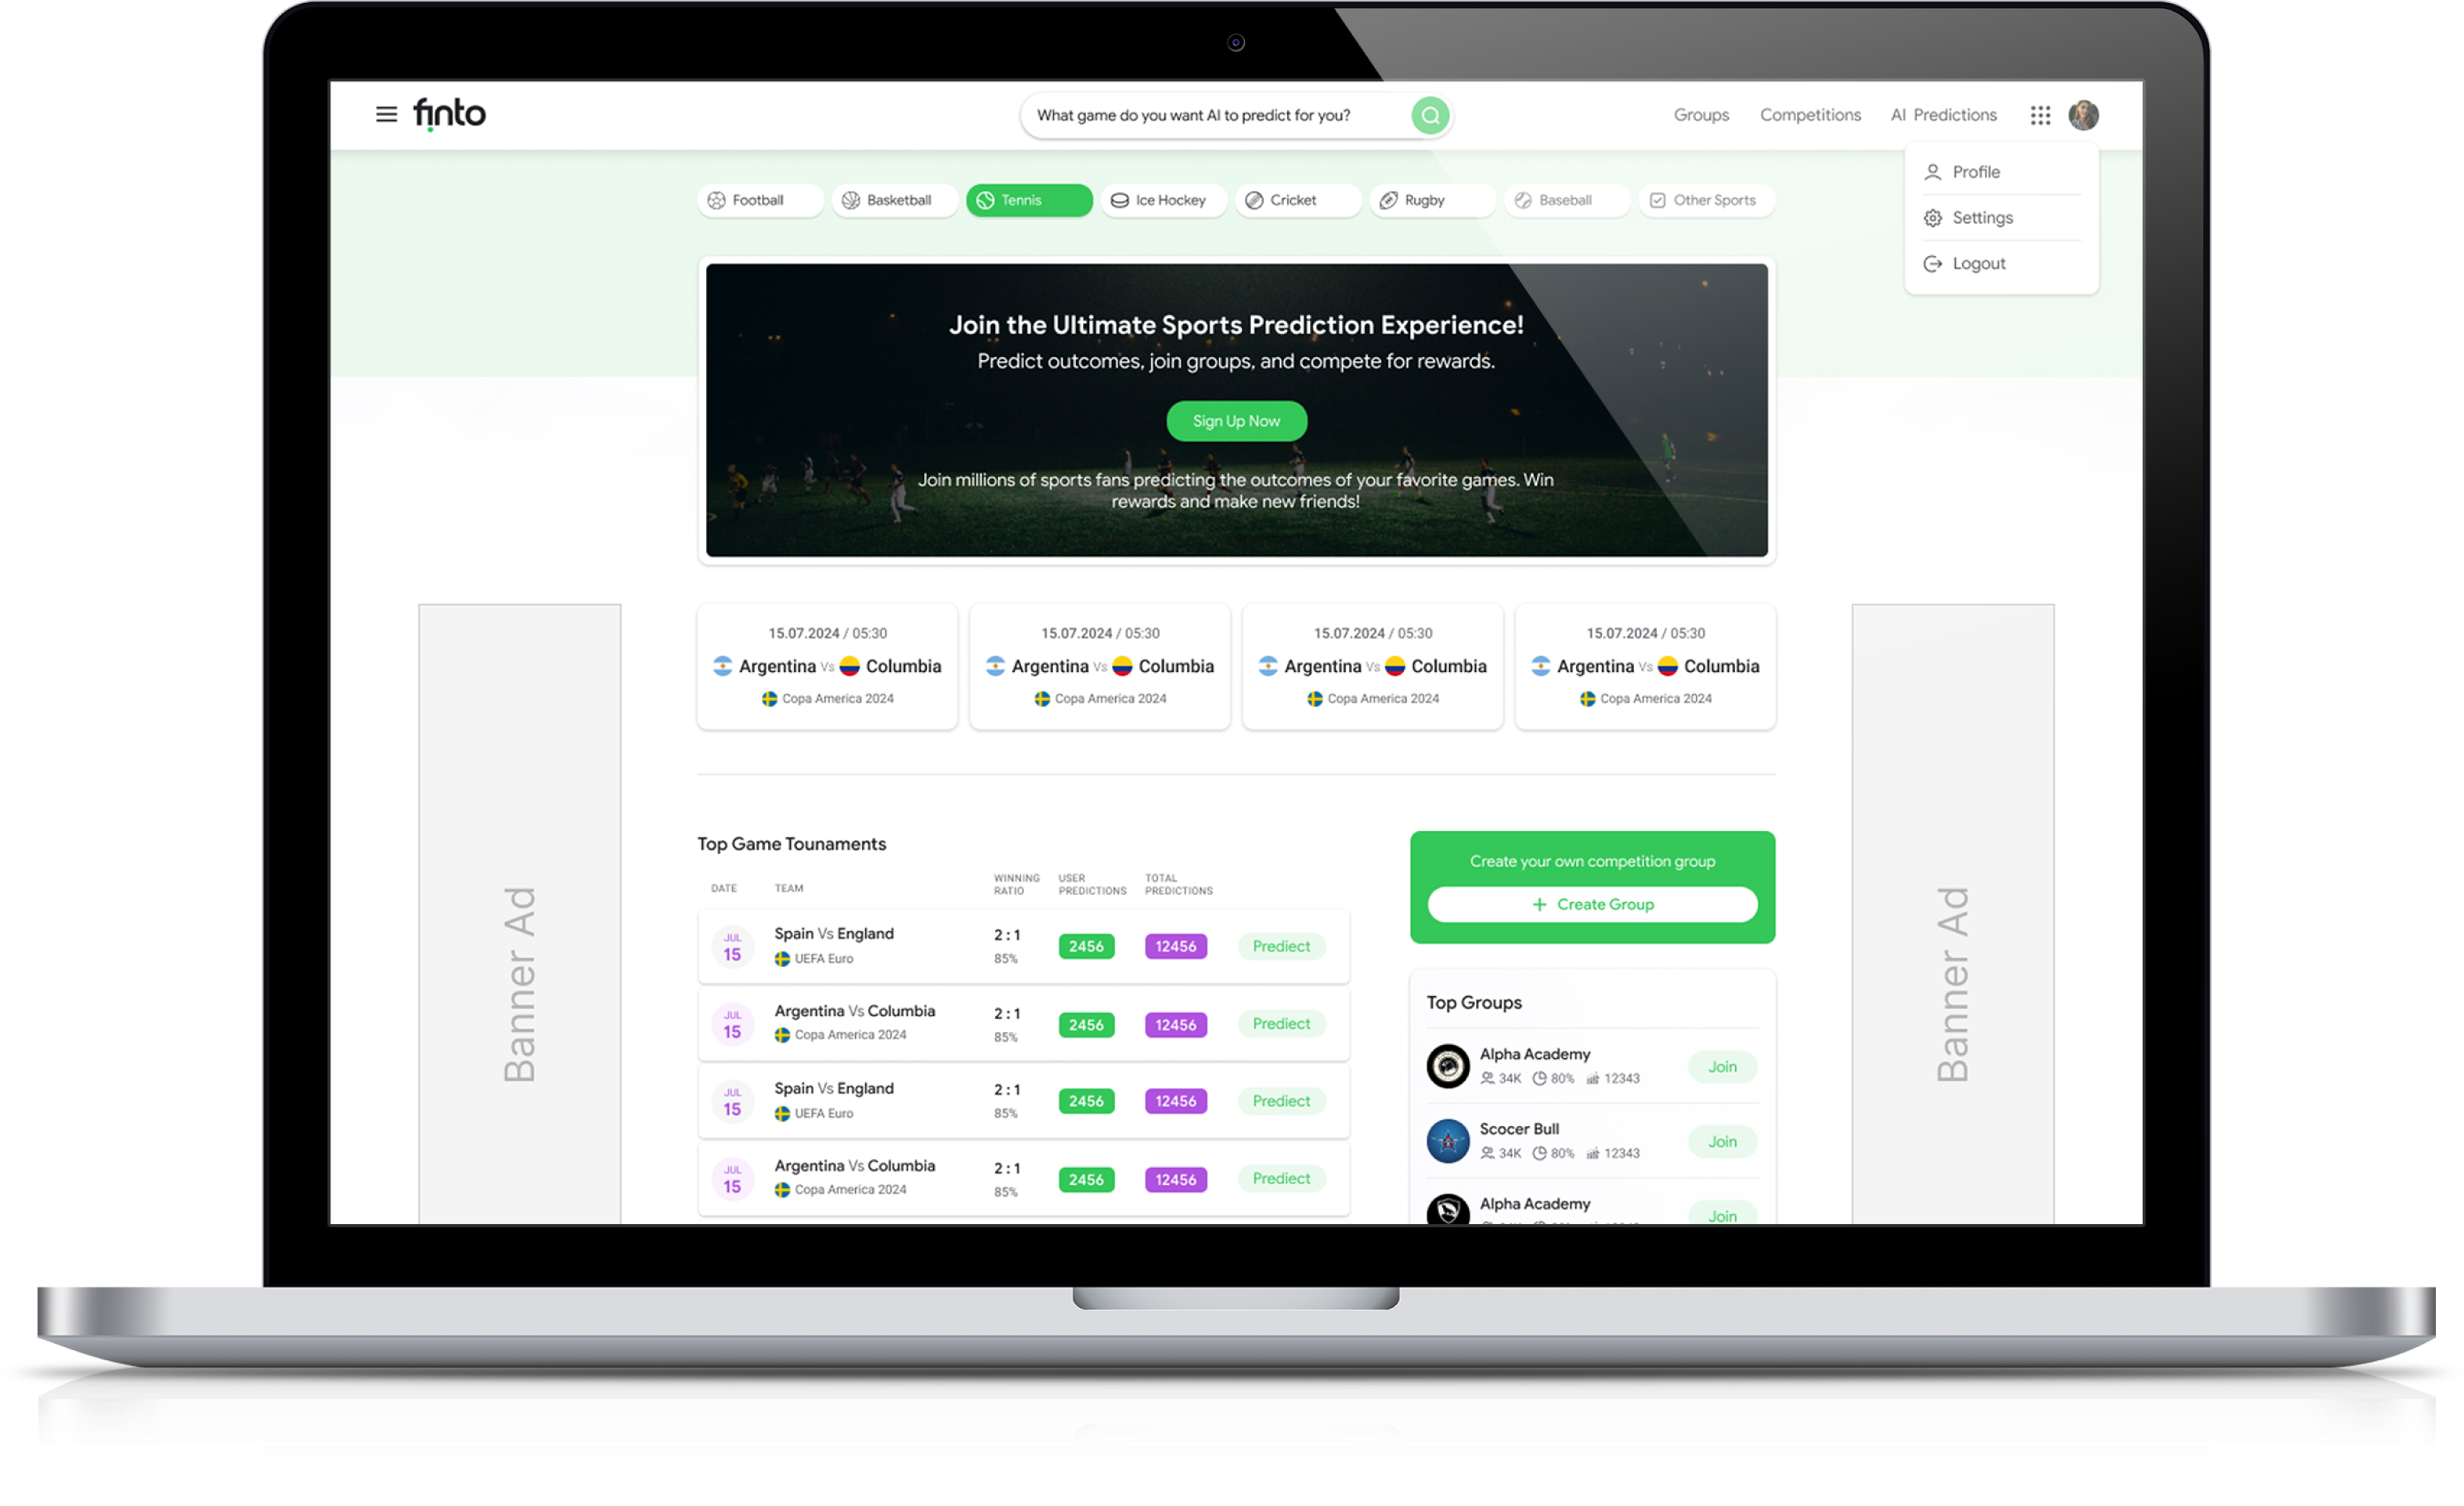 finto
What game do you want AI to predict for you?
Groups
Competitions
AI Predictions
Profile
Settings
Logout
Football
Basketball
Tennis
Ice Hockey
Cricket
Rugby
Baseball
Other Sports
Join the Ultimate Sports Prediction Experience!
Predict outcomes, join groups, and compete for rewards.
Sign Up Now
Join millions of sports fans predicting the outcomes of your favorite games. Win
rewards and make new friends!
15.07.2024 / 05:30
Argentina Vs Columbia
Copa America 2024
15.07.2024 / 05:30
Argentina Vs Columbia
Copa America 2024
15.07.2024 / 05:30
Argentina Vs Columbia
Copa America 2024
15.07.2024 / 05:30
Argentina Vs Columbia
Copa America 2024
Banner Ad
Top Game Tounaments
DATE
TEAM
WINNING
RATIO
USER
PREDICTIONS
TOTAL
PREDICTIONS
JUL
15
Spain Vs England
UEFA Euro
2 : 1
85%
2456
12456
Prediect
JUL
15
Argentina Vs Columbia
Copa America 2024
2 : 1
85%
2456
12456
Prediect
JUL
15
Spain Vs England
UEFA Euro
2 : 1
85%
2456
12456
Prediect
JUL
15
Argentina Vs Columbia
Copa America 2024
2 : 1
85%
2456
12456
Prediect
Create your own competition group
+ Create Group
Top Groups
Alpha Academy
34K 80% 12343
Join
Scocer Bull
34K 80% 12343
Join
Alpha Academy
Join
Banner Ad